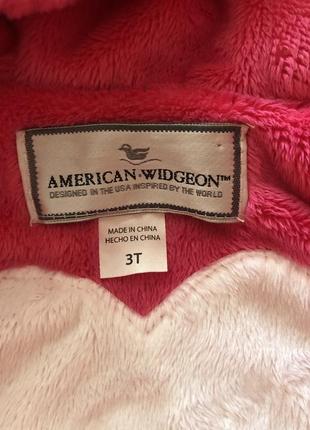 AMERICAN·WIDGEON™
DESIGNED IN THE USA INSPIRED BY THE WORLD
MADE IN CHINA
HECHO EN CHINA
3T